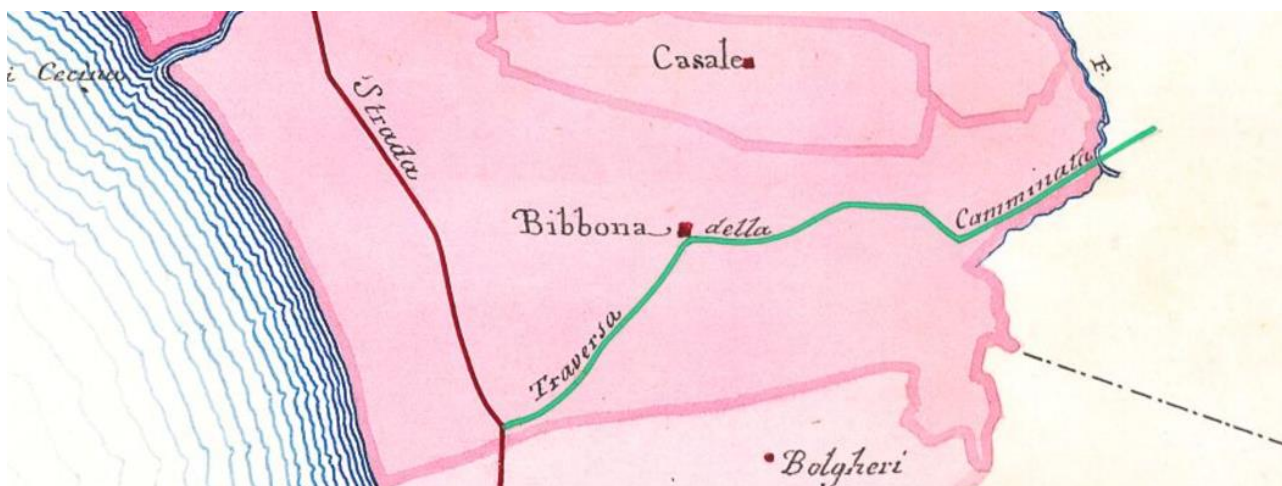 i Cecina
Casale
F.
Strada
Camminata
Bibbona
della
Traversa
Bolgheri